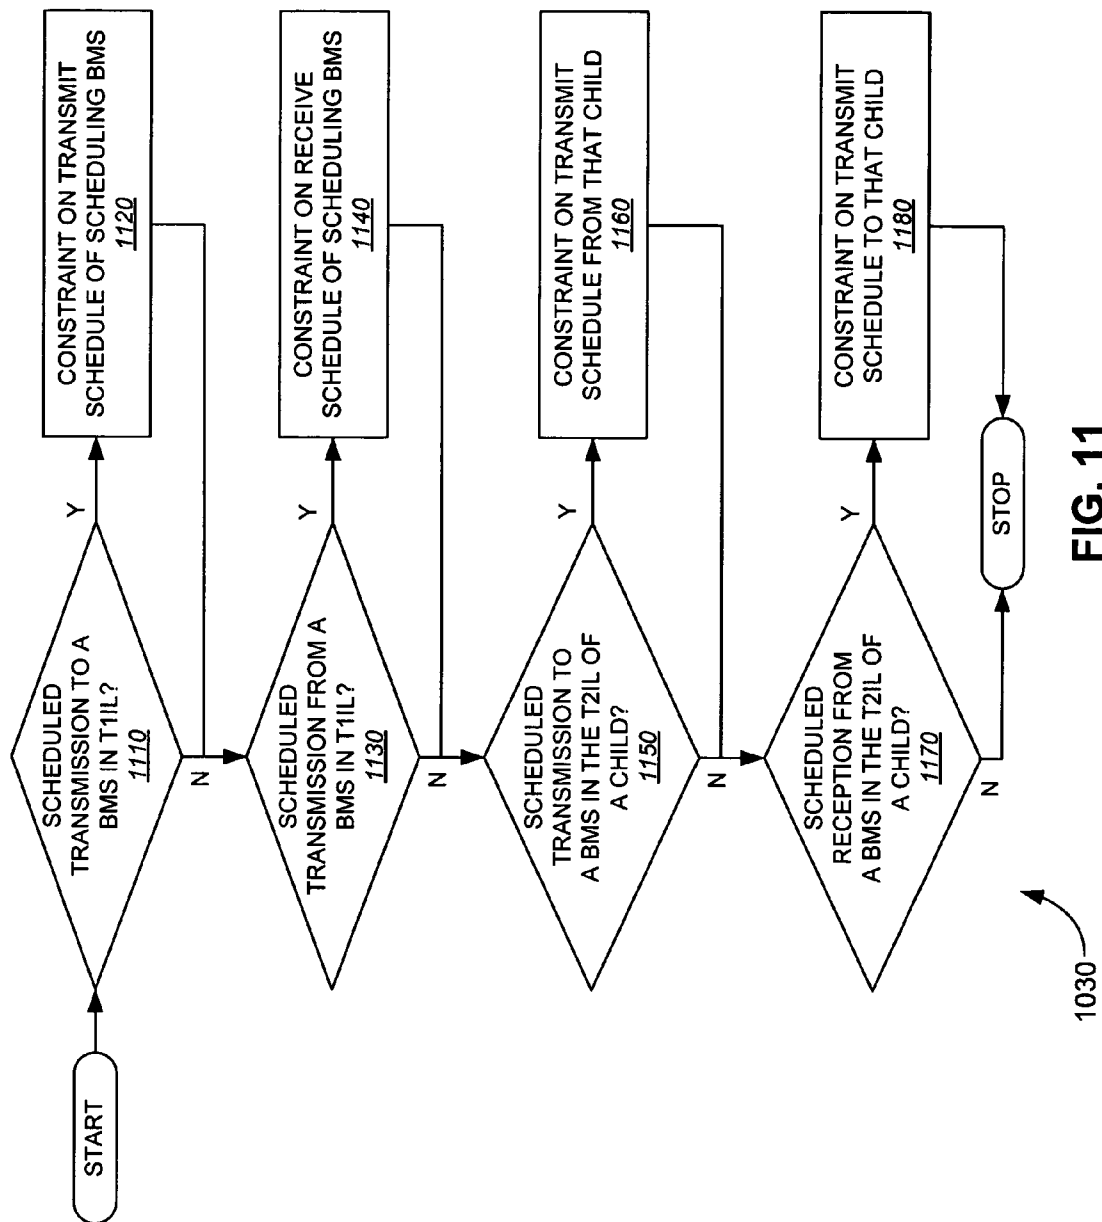 START
SCHEDULED
TRANSMISSION TO A
BMS IN T1IL?
1110
Y
N
CONSTRAINT ON TRANSMIT
SCHEDULE OF SCHEDULING BMS
1120
SCHEDULED
TRANSMISSION FROM A
BMS IN T1IL?
1130
Y
N
CONSTRAINT ON RECEIVE
SCHEDULE OF SCHEDULING BMS
1140
SCHEDULED
TRANSMISSION TO
A BMS IN THE T2IL OF
A CHILD?
1150
Y
N
CONSTRAINT ON TRANSMIT
SCHEDULE FROM THAT CHILD
1160
SCHEDULED
RECEPTION FROM
A BMS IN THE T2IL OF
A CHILD?
1170
Y
N
CONSTRAINT ON TRANSMIT
SCHEDULE TO THAT CHILD
1180
STOP
1030
FIG. 11